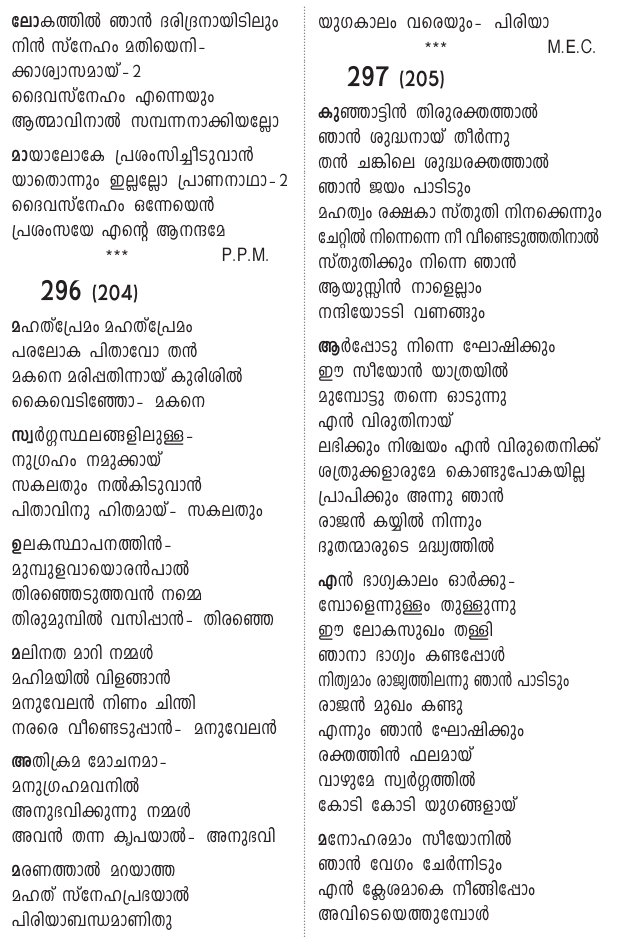 ലോകത്തിൽ ഞാൻ ദരിദ്രനായിടിലും
നിൻ സ്നേഹം മതിയെനി-
ക്കാശ്വാസമായ്-2
ദൈവസ്നേഹം എന്നെയും
ആത്മാവിനാൽ സമ്പന്നനാക്കിയല്ലോ
മായാലോകേ പ്രശംസിച്ചീടുവാൻ
യാതൊന്നും ഇല്ലല്ലോ പ്രാണനാഥാ-2
ദൈവസ്നേഹം ഒന്നേയെൻ
പ്രശംസയേ എന്റെ ആനന്ദമേ
*** P.P.M.
296 (204)
മഹത്പ്രേമം മഹത്പ്രേമം
പരലോക പിതാവോ തൻ
മകനെ മരിപ്പതിന്നായ് കുരിശിൽ
കൈവെടിഞ്ഞോ- മകനെ
സ്വർഗ്ഗസ്ഥലങ്ങളിലുള്ള-
നുഗ്രഹം നമുക്കായ്
സകലതും നൽകിടുവാൻ
പിതാവിനു ഹിതമായ്- സകലതും
ഉലകസ്ഥാപനത്തിൻ-
മുമ്പുളവായൊരൻപാൽ
തിരഞ്ഞെടുത്തവൻ നമ്മെ
തിരുമുമ്പിൽ വസിപ്പാൻ- തിരഞ്ഞെ
മലിനത മാറി നമ്മൾ
മഹിമയിൽ വിളങ്ങാൻ
മനുവേലൻ നിണം ചിന്തി
നരരെ വീണ്ടെടുപ്പാൻ- മനുവേലൻ
അതിക്രമ മോചനമാ-
മനുഗ്രഹമവനിൽ
അനുഭവിക്കുന്നു നമ്മൾ
അവൻ തന്ന കൃപയാൽ- അനുഭവി
മരണത്താൽ മറയാത്ത
മഹത് സ്നേഹപ്രഭയാൽ
പിരിയാബന്ധമാണിതു
യുഗകാലം വരെയും- പിരിയാ
*** M.E.C.
297 (205)
കുഞ്ഞാട്ടിൻ തിരുരക്തത്താൽ
ഞാൻ ശുദ്ധനായ് തീർന്നു
തൻ ചങ്കിലെ ശുദ്ധരക്തത്താൽ
ഞാൻ ജയം പാടിടും
മഹത്വം രക്ഷകാ സ്തുതി നിനക്കെന്നും
ചേറ്റിൽ നിന്നെന്നെ നീ വീണ്ടെടുത്തതിനാൽ
സ്തുതിക്കും നിന്നെ ഞാൻ
ആയുസ്സിൻ നാളെല്ലാം
നന്ദിയോടടി വണങ്ങും
ആർപ്പോടു നിന്നെ ഘോഷിക്കും
ഈ സീയോൻ യാത്രയിൽ
മുമ്പോട്ടു തന്നെ ഓടുന്നു
എൻ വിരുതിനായ്
ലഭിക്കും നിശ്ചയം എൻ വിരുതെനിക്ക്
ശത്രുക്കളാരുമേ കൊണ്ടുപോകയില്ല
പ്രാപിക്കും അന്നു ഞാൻ
രാജൻ കയ്യിൽ നിന്നും
ദൂതന്മാരുടെ മദ്ധ്യത്തിൽ
എൻ ഭാഗ്യകാലം ഓർക്കു-
മ്പോളെന്നുള്ളം തുള്ളുന്നു
ഈ ലോകസുഖം തള്ളി
ഞാനാ ഭാഗ്യം കണ്ടപ്പോൾ
നിത്യമാം രാജ്യത്തിലന്നു ഞാൻ പാടിടും
രാജൻ മുഖം കണ്ടു
എന്നും ഞാൻ ഘോഷിക്കും
രക്തത്തിൻ ഫലമായ്
വാഴുമേ സ്വർഗ്ഗത്തിൽ
കോടി കോടി യുഗങ്ങളായ്
മനോഹരമാം സീയോനിൽ
ഞാൻ വേഗം ചേർന്നിടും
എൻ ക്ലേശമാകെ നീങ്ങിപ്പോം
അവിടെയെത്തുമ്പോൾ